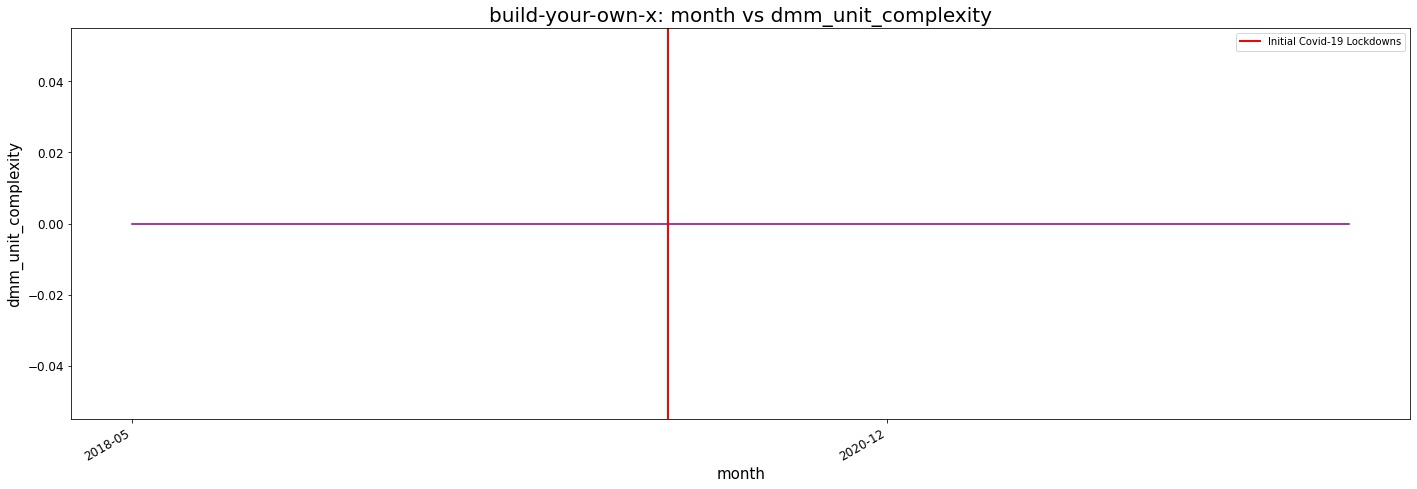 build-your-own-x: month vs dmm_unit_complexity
Initial Covid-19 Lockdowns
dmm_unit_complexity
0.04
0.02
0.00
−0.02
−0.04
2018-05
2020-12
month